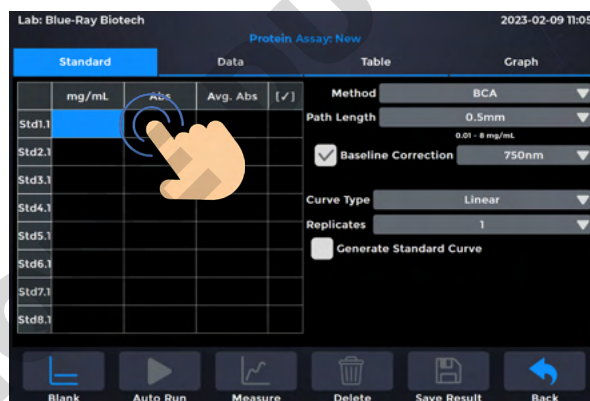 Lab: Blue-Ray Biotech 2023-02-09 11:05
Protein Assay: New
Standard Data Table Graph
mg/mL Abs Avg. Abs [✓]
Method BCA
Std1.1
Path Length 0.5mm
0.01 - 8 mg/mL
Std2.1
Baseline Correction 750nm
Std3.1
Std4.1
Curve Type Linear
Std5.1
Replicates 1
Std6.1
Generate Standard Curve
Std7.1
Std8.1
Blank Auto Run Measure Delete Save Result Back